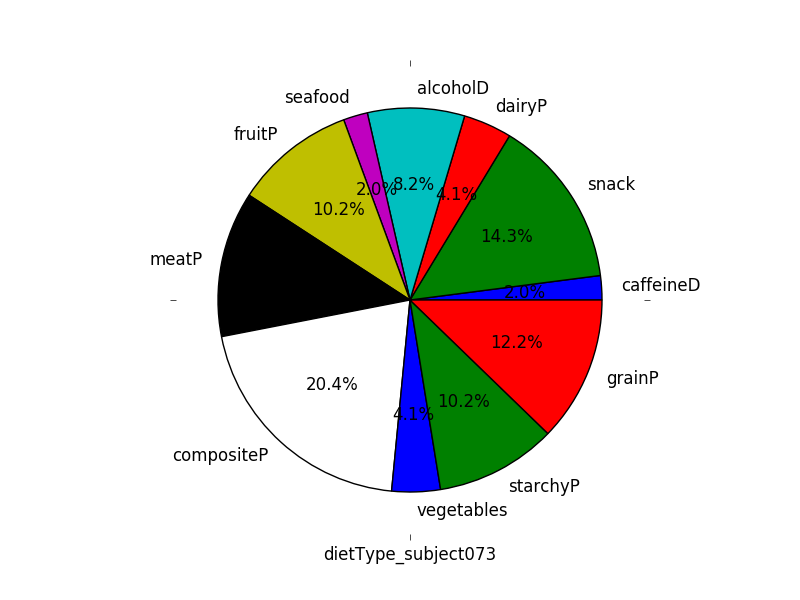 alcoholD
seafood
dairyP
fruitP
snack
2.0%
8.2%
4.1%
10.2%
14.3%
meatP
caffeineD
2.0%
12.2%
grainP
20.4%
10.2%
4.1%
compositeP
starchyP
vegetables
dietType_subject073